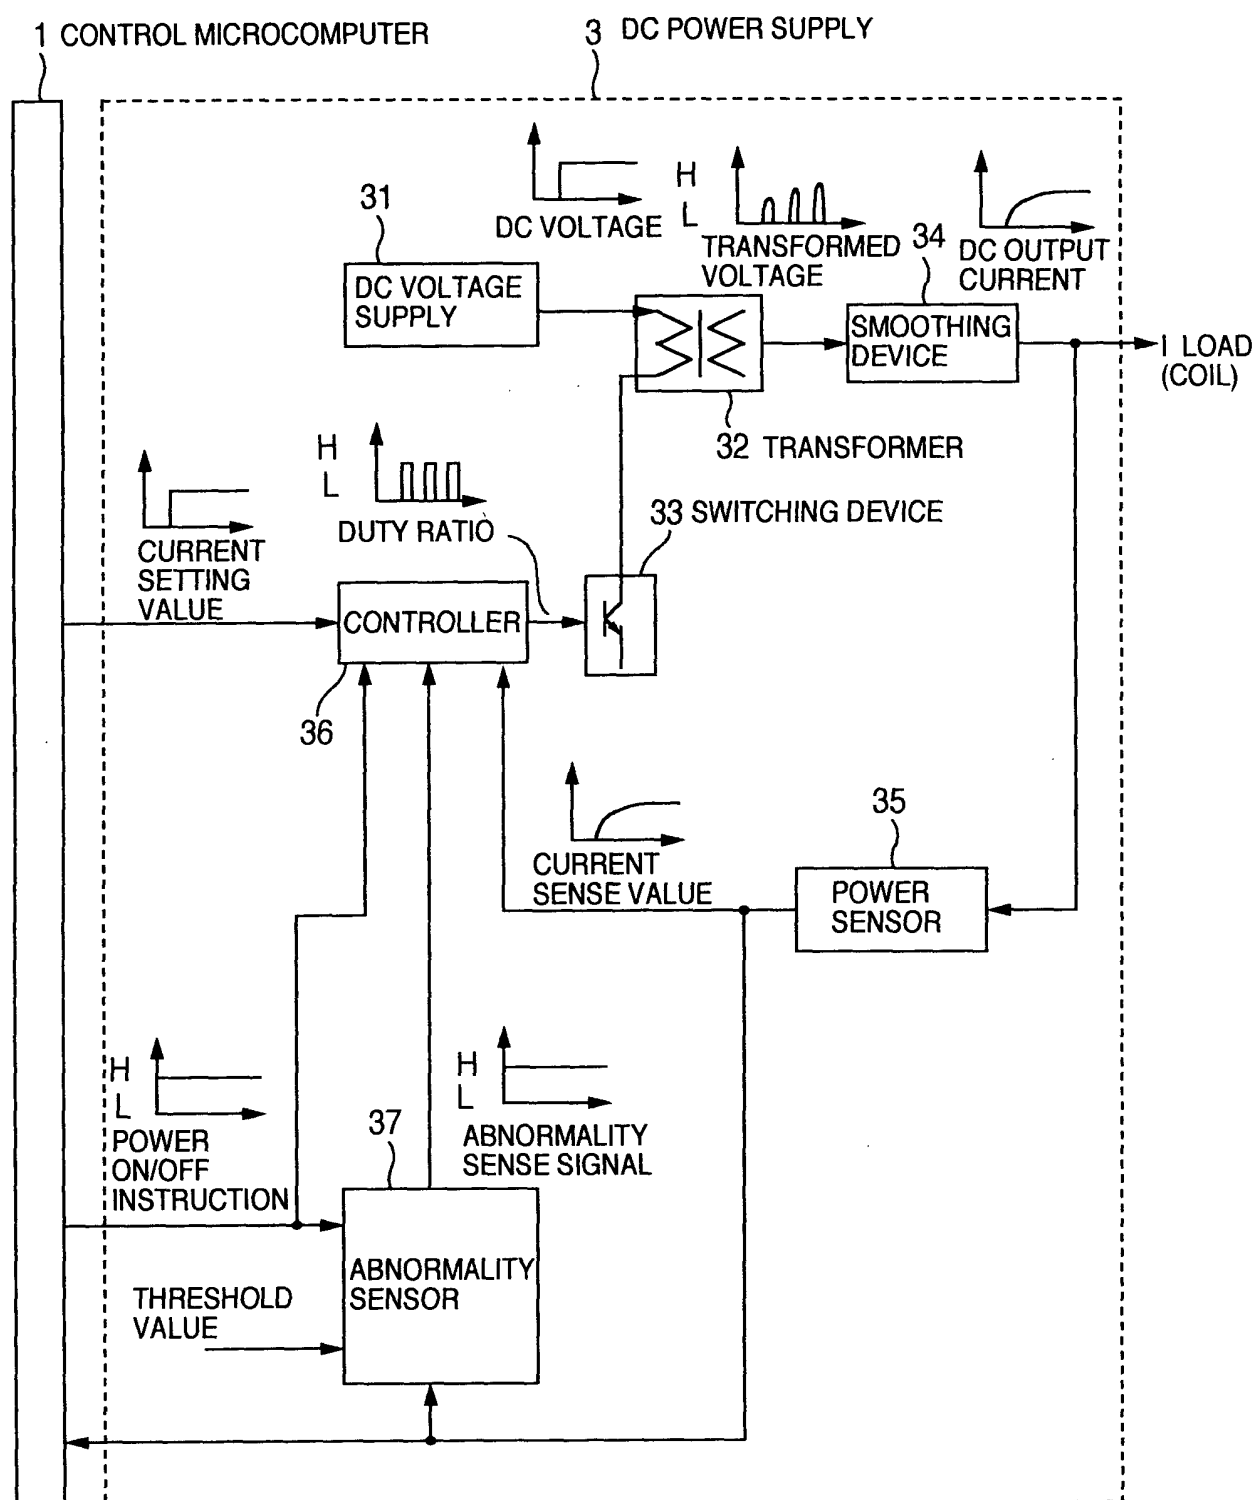 1 CONTROL MICROCOMPUTER
3 DC POWER SUPPLY
31
DC VOLTAGE
H
L
TRANSFORMED
VOLTAGE
34
DC OUTPUT
CURRENT
DC VOLTAGE
SUPPLY
SMOOTHING
DEVICE
I LOAD
(COIL)
32 TRANSFORMER
H
L
DUTY RATIO
33 SWITCHING DEVICE
CURRENT
SETTING
VALUE
CONTROLLER
36
35
CURRENT
SENSE VALUE
POWER
SENSOR
H
L
POWER
ON/OFF
INSTRUCTION
H
L
ABNORMALITY
SENSE SIGNAL
37
ABNORMALITY
SENSOR
THRESHOLD
VALUE